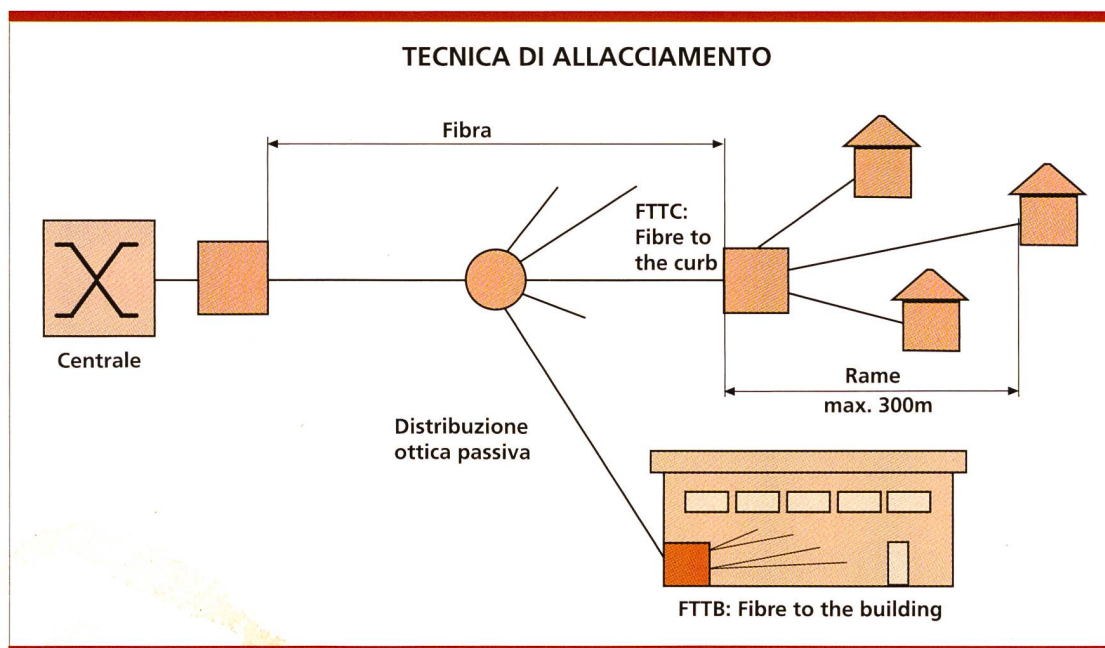 TECNICA DI ALLACCIAMENTO
Fibra
FTTC:
Fibre to
the curb
Centrale
Rame
max. 300m
Distribuzione
ottica passiva
FTTB: Fibre to the building